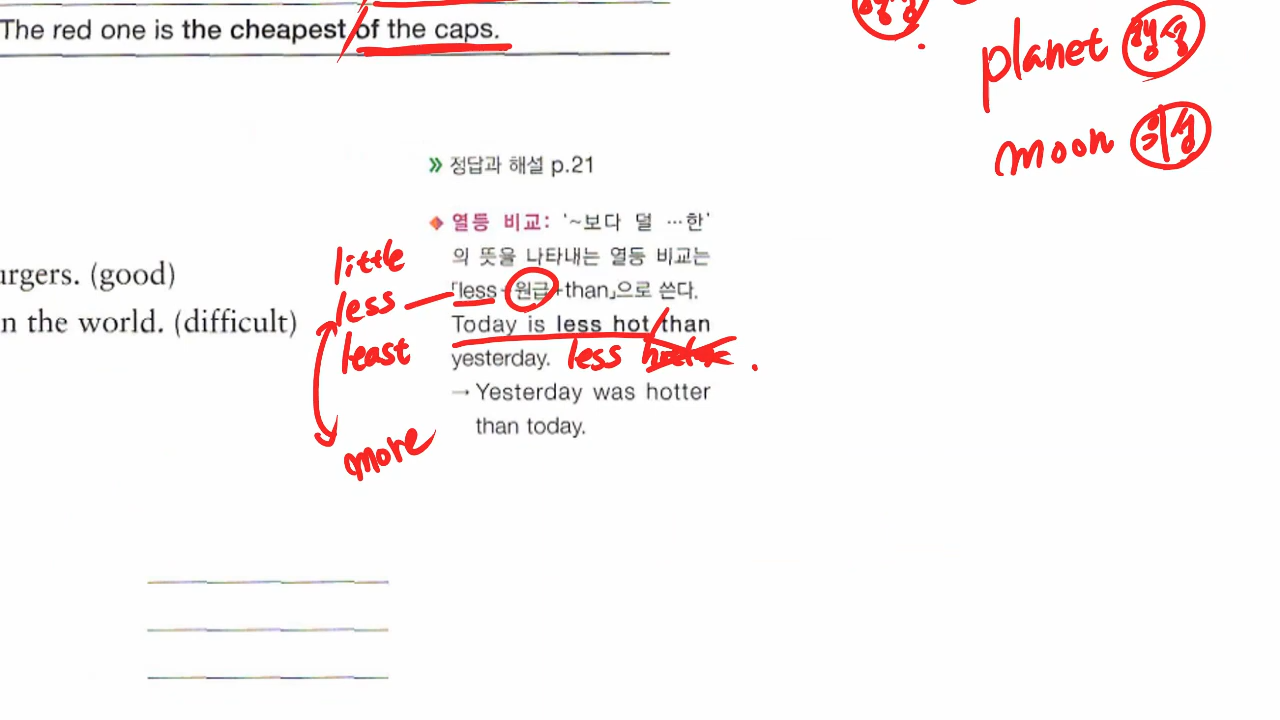 The red one is the cheapest of the caps.
planet 행성
moon 위성
» 정답과 해설 p.21
열등 비교: '~보다 덜 …한'
의 뜻을 나타내는 열등 비교는
「less+원급+than」으로 쓴다.
Today is less hot than
yesterday. less
→ Yesterday was hotter
than today.
little
less
least
more
urgers. (good)
n the world. (difficult)